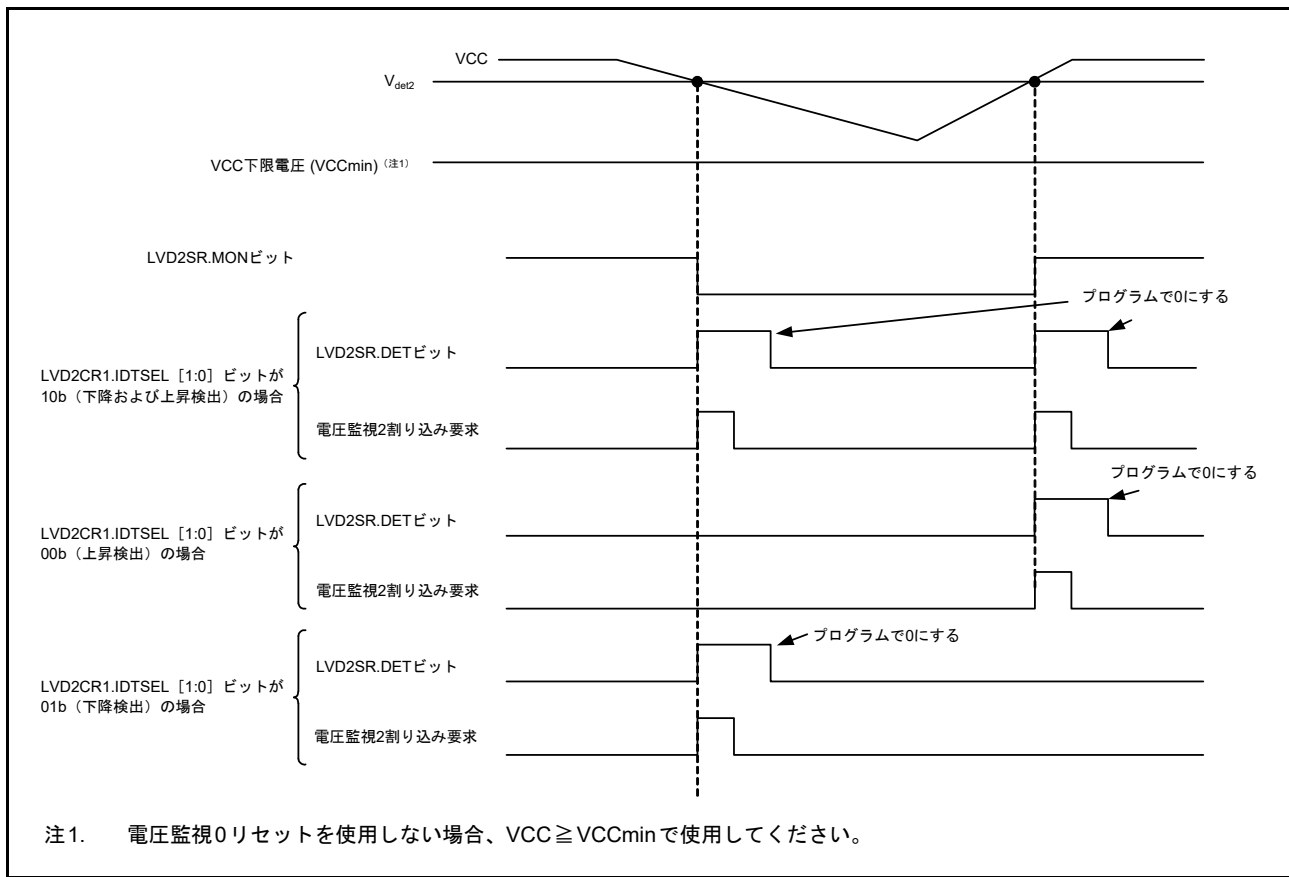 VCC
Vdet2
VCC下限電圧 (VCCmin)（注1）
LVD2SR.MONビット
プログラムで0にする
LVD2CR1.IDTSEL［1:0］ビットが
10b（下降および上昇検出）の場合
LVD2SR.DETビット
電圧監視2割り込み要求
プログラムで0にする
LVD2CR1.IDTSEL［1:0］ビットが
00b（上昇検出）の場合
LVD2SR.DETビット
電圧監視2割り込み要求
プログラムで0にする
LVD2CR1.IDTSEL［1:0］ビットが
01b（下降検出）の場合
LVD2SR.DETビット
電圧監視2割り込み要求
注1. 電圧監視0リセットを使用しない場合、VCC≧VCCminで使用してください。